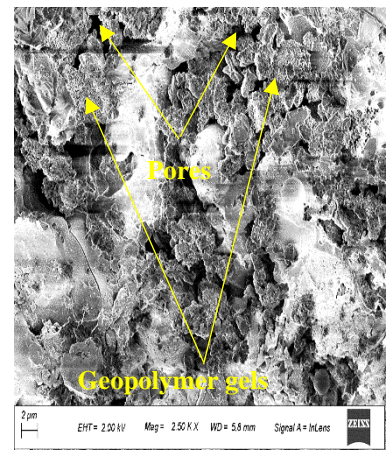 Pores
Geopolymer gels
2 µm
EHT = 2.00 kV Mag = 2.50 K X WD = 5.8 mm Signal A = InLens
ZEISS